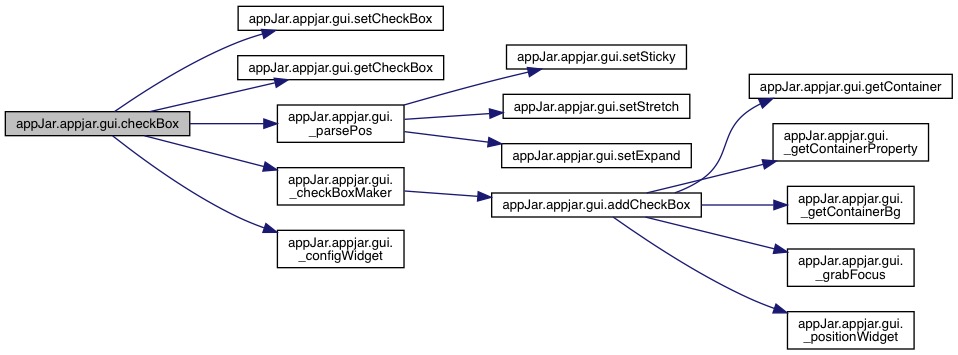 appJar.appjar.gui.setCheckBox
appJar.appjar.gui.getCheckBox
appJar.appjar.gui.checkBox
appJar.appjar.gui.
_parsePos
appJar.appjar.gui.
_checkBoxMaker
appJar.appjar.gui.
_configWidget
appJar.appjar.gui.setSticky
appJar.appjar.gui.setStretch
appJar.appjar.gui.setExpand
appJar.appjar.gui.addCheckBox
appJar.appjar.gui.getContainer
appJar.appjar.gui.
_getContainerProperty
appJar.appjar.gui.
_getContainerBg
appJar.appjar.gui.
_grabFocus
appJar.appjar.gui.
_positionWidget